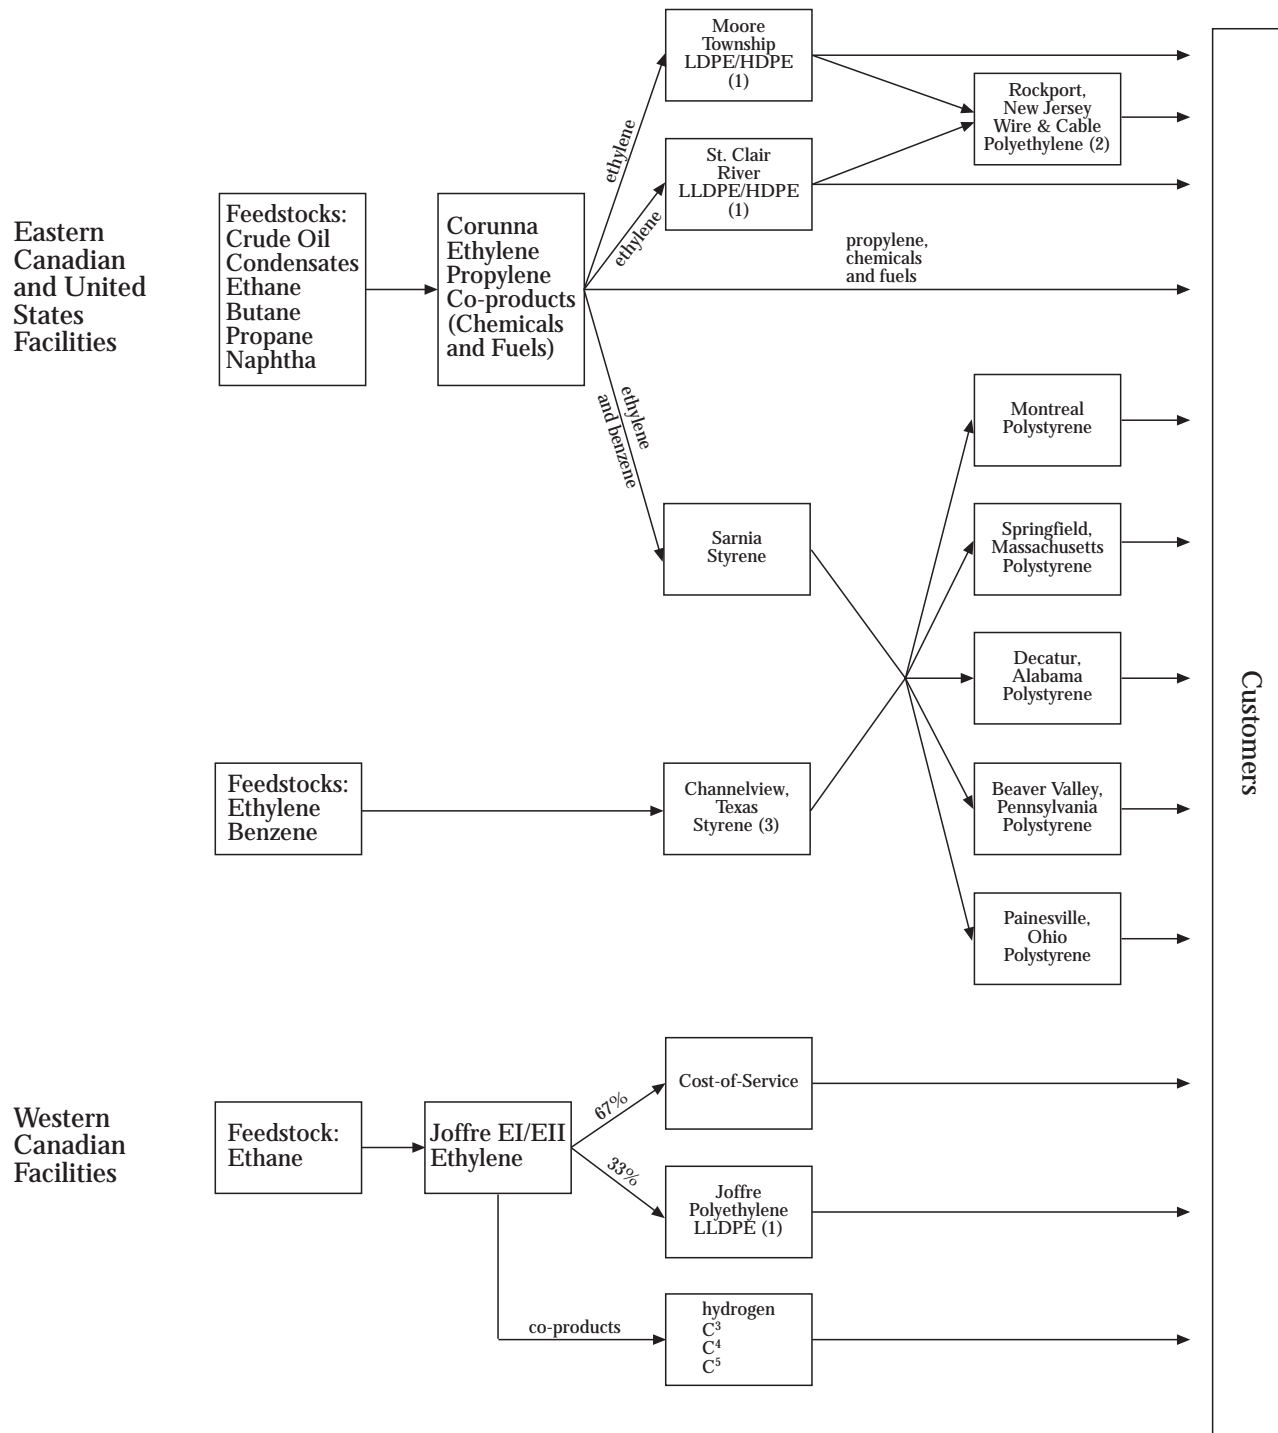 Eastern
Canadian
and United
States
Facilities
Feedstocks:
Crude Oil
Condensates
Ethane
Butane
Propane
Naphtha
Corunna
Ethylene
Propylene
Co-products
(Chemicals
and Fuels)
ethylene
ethylene
ethylene
and benzene
Moore
Township
LDPE/HDPE
(1)
St. Clair
River
LLDPE/HDPE
(1)
Rockport,
New Jersey
Wire & Cable
Polyethylene (2)
propylene,
chemicals
and fuels
Sarnia
Styrene
Montreal
Polystyrene
Springfield,
Massachusetts
Polystyrene
Decatur,
Alabama
Polystyrene
Feedstocks:
Ethylene
Benzene
Channelview,
Texas
Styrene (3)
Beaver Valley,
Pennsylvania
Polystyrene
Painesville,
Ohio
Polystyrene
Customers
Western
Canadian
Facilities
Feedstock:
Ethane
Joffre EI/EII
Ethylene
67%
33%
Cost-of-Service
Joffre
Polyethylene
LLDPE (1)
co-products
hydrogen
C³
C⁴
C⁵